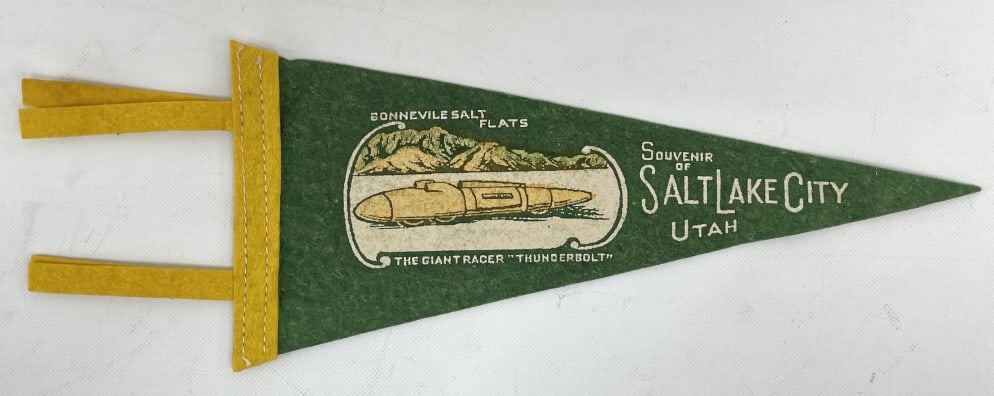 BONNEVILE SALT
FLATS
THE GIANT RACER "THUNDERBOLT"
SOUVENIR
OF
SALT LAKE CITY
UTAH